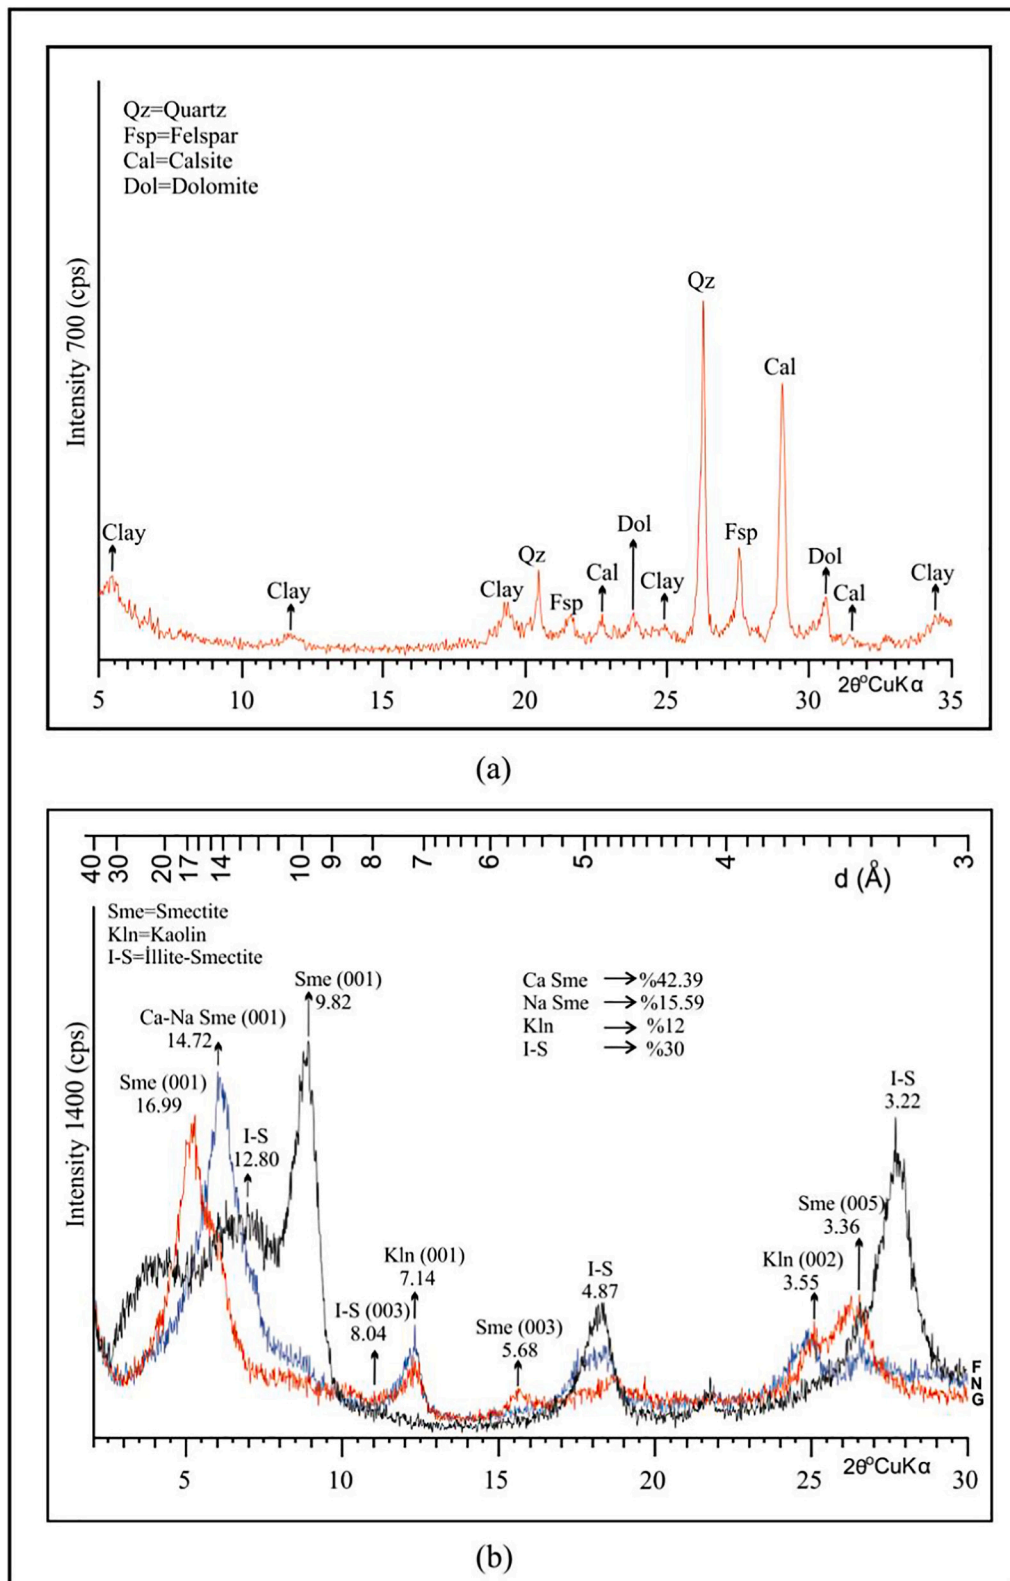 Qz=Quartz
Fsp=Felspar
Cal=Calsite
Dol=Dolomite
Intensity 700 (cps)
Clay
Clay
Clay
Qz
Fsp
Cal
Dol
Clay
Qz
Fsp
Cal
Dol
Cal
Clay
5 10 15 20 25 30 35
2θ°CuKα
(a)
40 30 20 17 14 10 9 8 7 6 5 4 3
d (Å)
Sme=Smectite
Kln=Kaolin
I-S=İllite-Smectite
Ca Sme → %42.39
Na Sme → %15.59
Kln → %12
I-S → %30
Intensity 1400 (cps)
Sme (001)
16.99
Ca-Na Sme (001)
14.72
I-S
12.80
Sme (001)
9.82
I-S (003)
8.04
Kln (001)
7.14
Sme (003)
5.68
I-S
4.87
Kln (002)
3.55
Sme (005)
3.36
I-S
3.22
F
N
G
5 10 15 20 25 30
2θ°CuKα
(b)